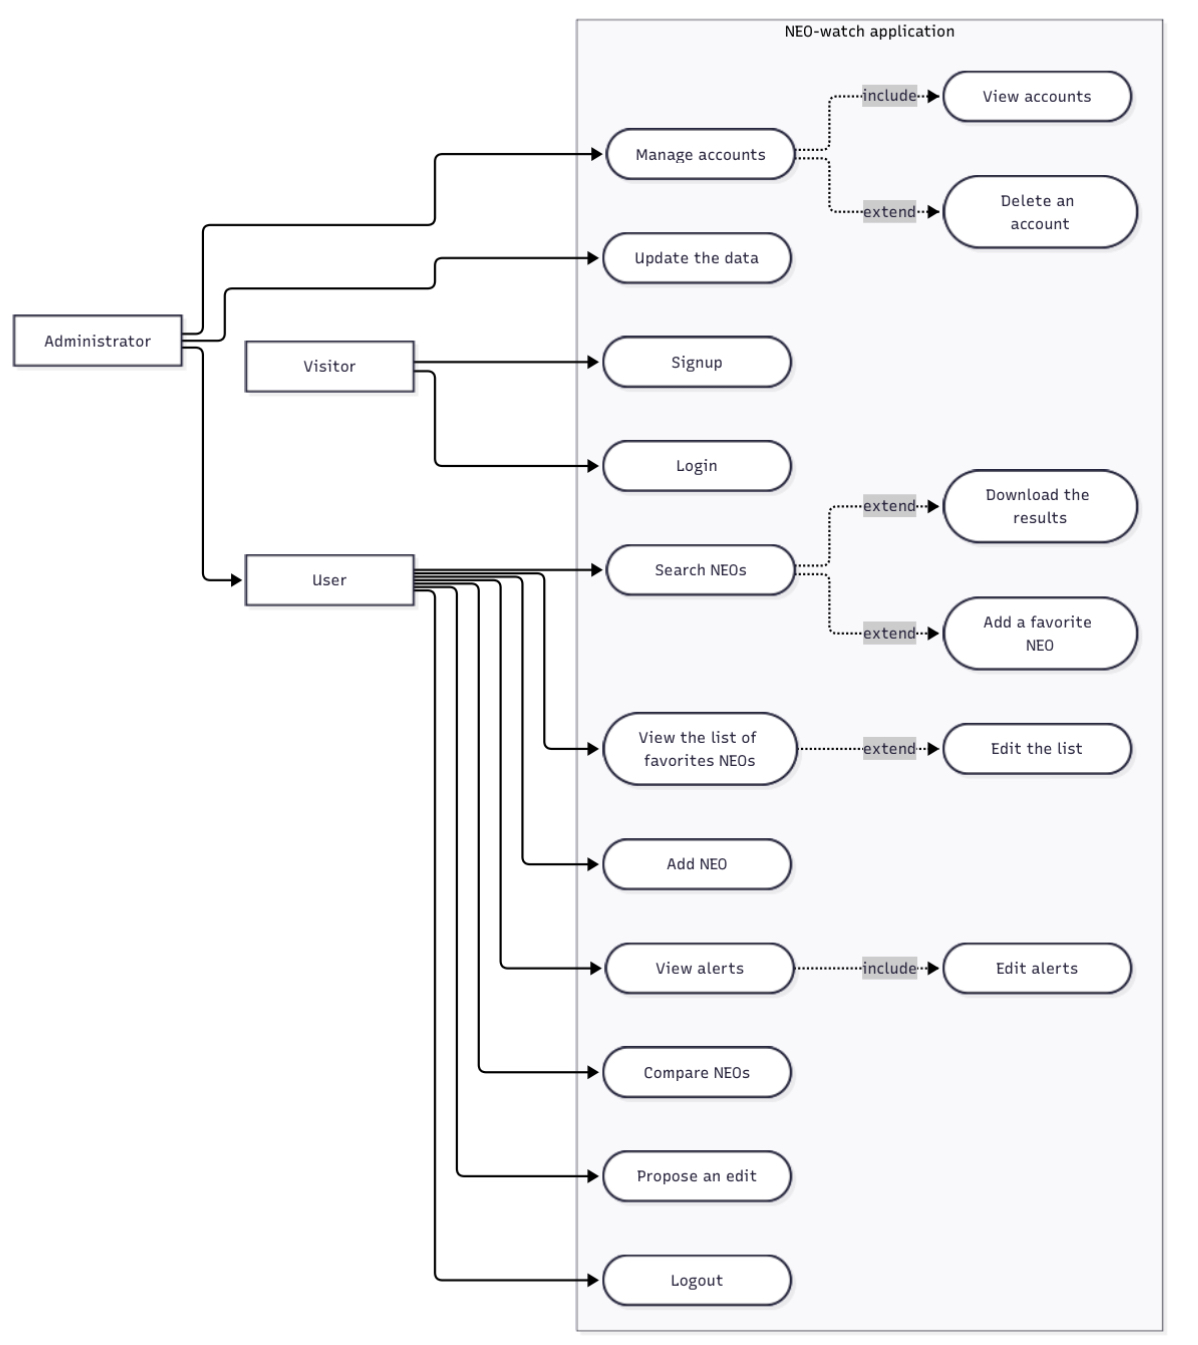 NEO-watch application
View accounts
include
Manage accounts
Delete an
account
extend
Update the data
Administrator
Visitor
Signup
Login
Download the
results
extend
User
Search NEOs
Add a favorite
NEO
extend
View the list of
favorites NEOs
extend
Edit the list
Add NEO
View alerts
include
Edit alerts
Compare NEOs
Propose an edit
Logout